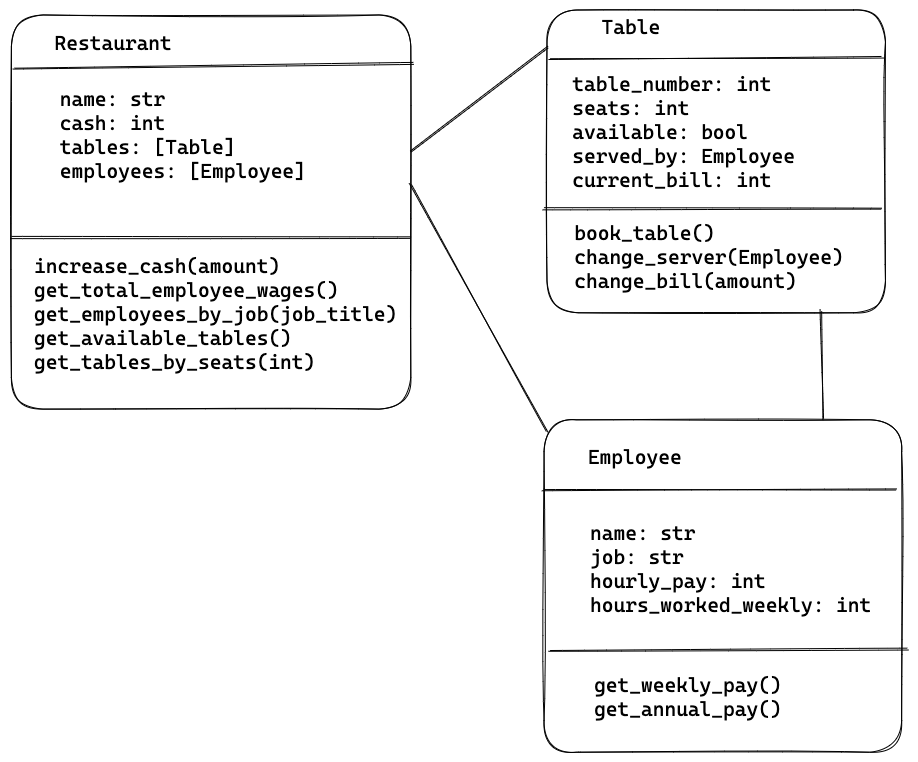 Restaurant
name: str
cash: int
tables: [Table]
employees: [Employee]
increase_cash(amount)
get_total_employee_wages()
get_employees_by_job(job_title)
get_available_tables()
get_tables_by_seats(int)
Table
table_number: int
seats: int
available: bool
served_by: Employee
current_bill: int
book_table()
change_server(Employee)
change_bill(amount)
Employee
name: str
job: str
hourly_pay: int
hours_worked_weekly: int
get_weekly_pay()
get_annual_pay()